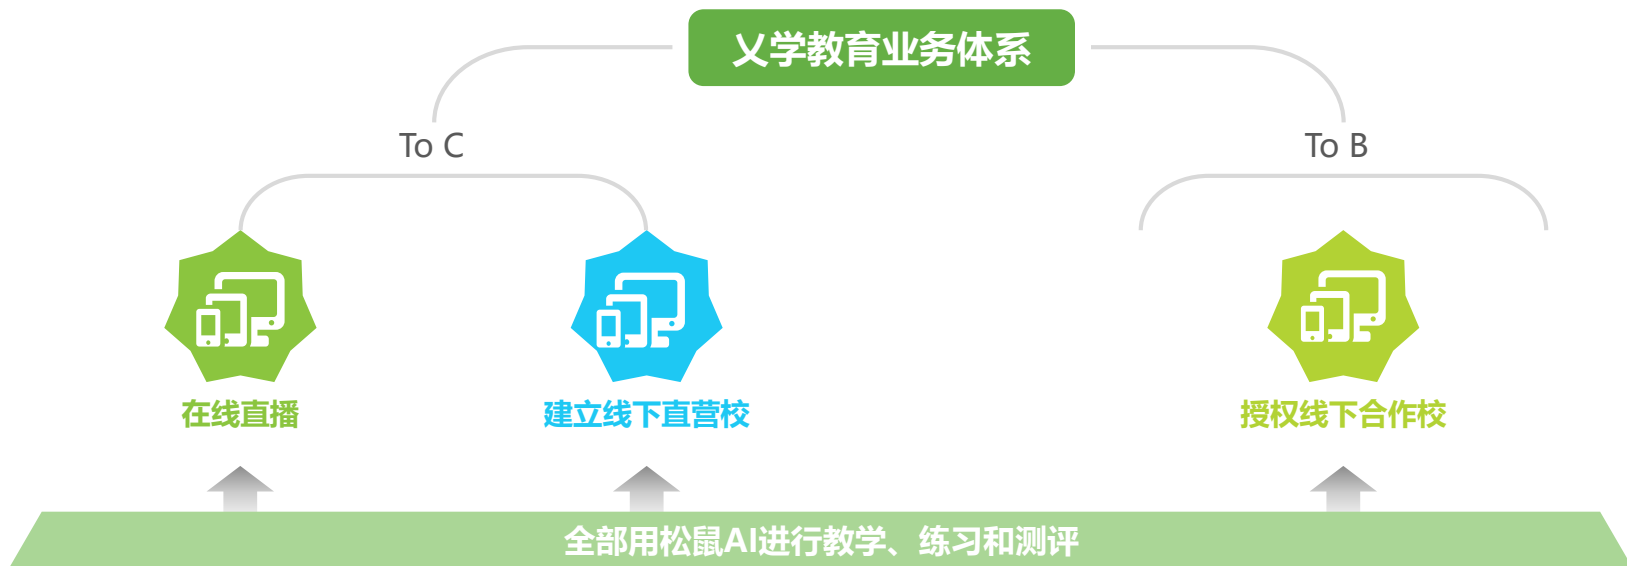 乂学教育业务体系
To C
To B
在线直播
建立线下直营校
授权线下合作校
全部用松鼠AI进行教学、练习和测评